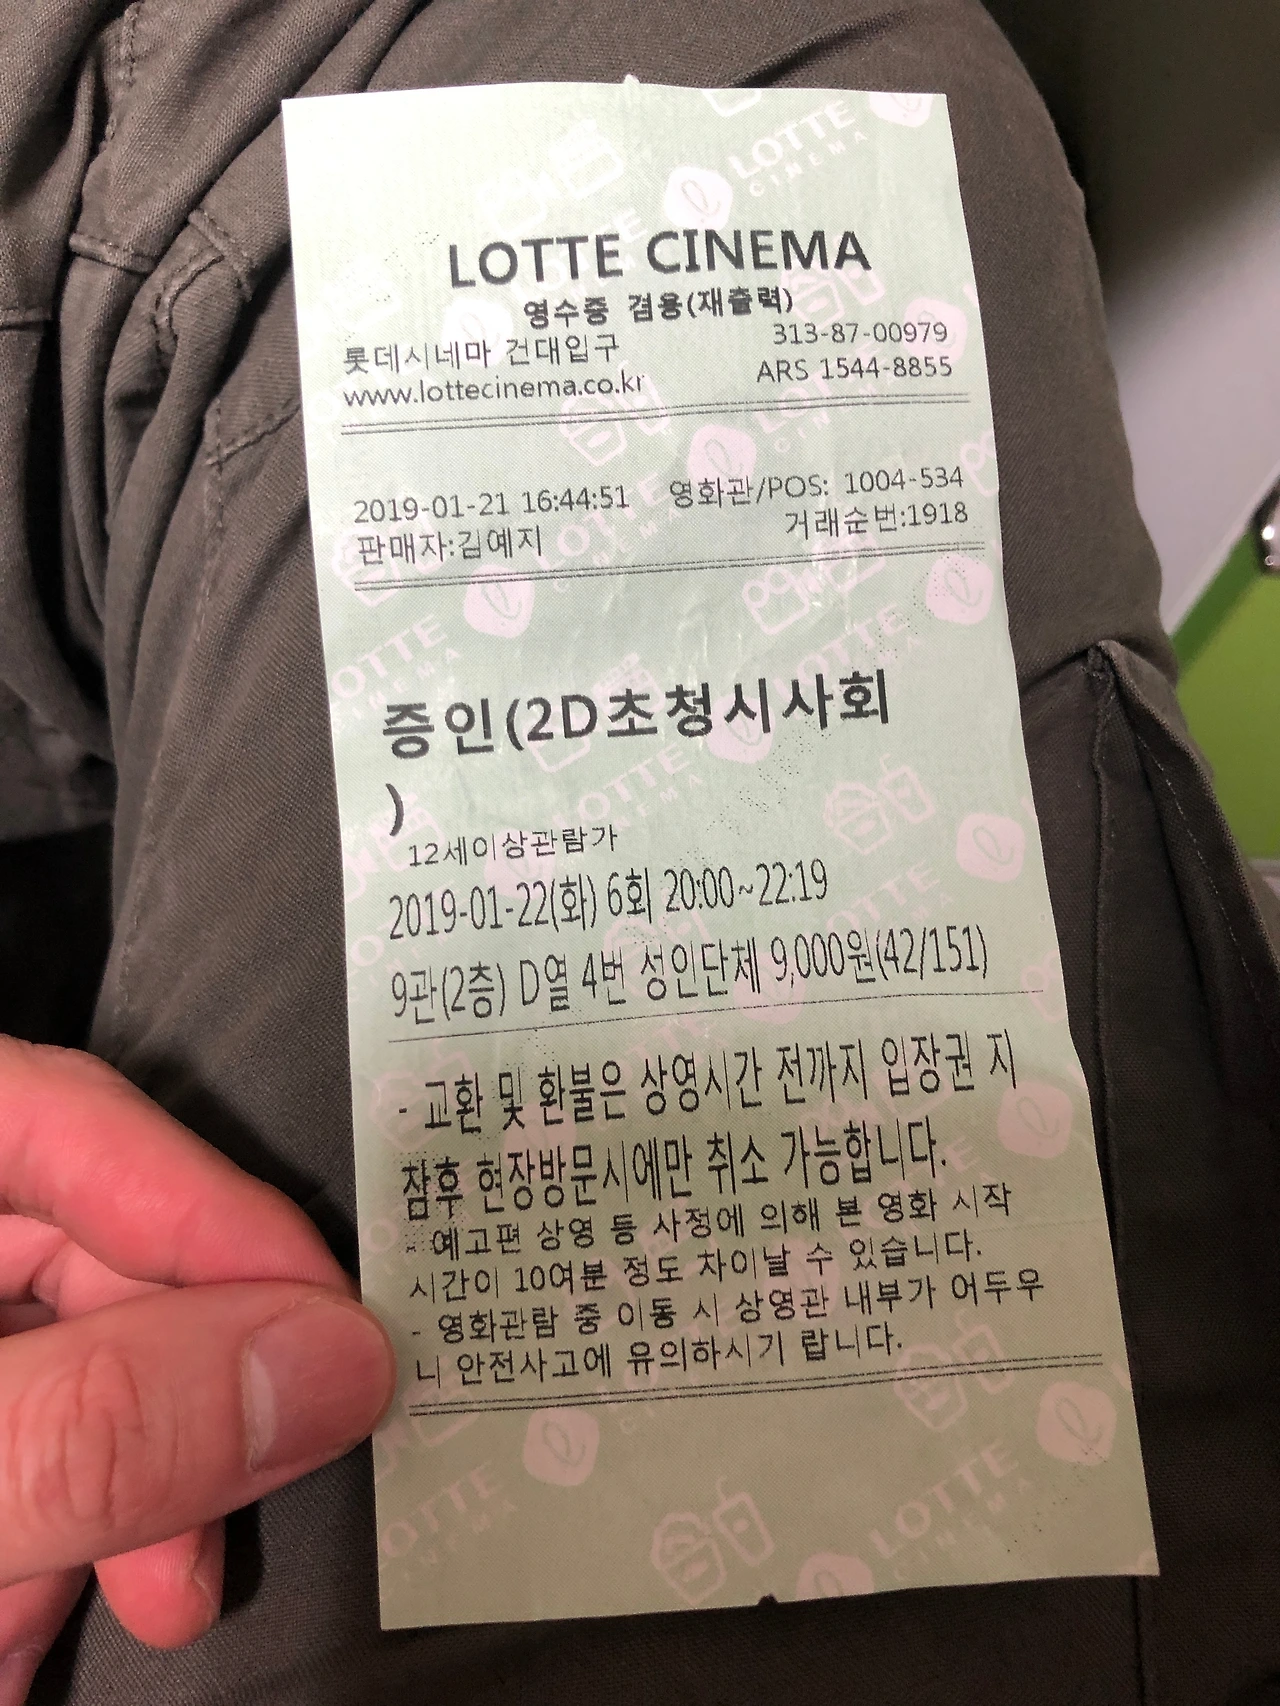 LOTTE CINEMA
영수증 겸용(재출력)
롯데시네마 건대입구 313-87-00979
www.lottecinema.co.kr ARS 1544-8855
2019-01-21 16:44:51 영화관/POS: 1004-534
판매자:김예지 거래순번:1918
증인(2D초청시사회
)
12세이상관람가
2019-01-22(화) 6회 20:00~22:19
9관(2층) D열 4번 성인단체 9,000원(42/151)
- 교환 및 환불은 상영시간 전까지 입장권 지
참후 현장방문시에만 취소 가능합니다.
- 예고편 상영 등 사정에 의해 본 영화 시작
시간이 10여분 정도 차이날 수 있습니다.
- 영화관람 중 이동 시 상영관 내부가 어두우
니 안전사고에 유의하시기 랍니다.